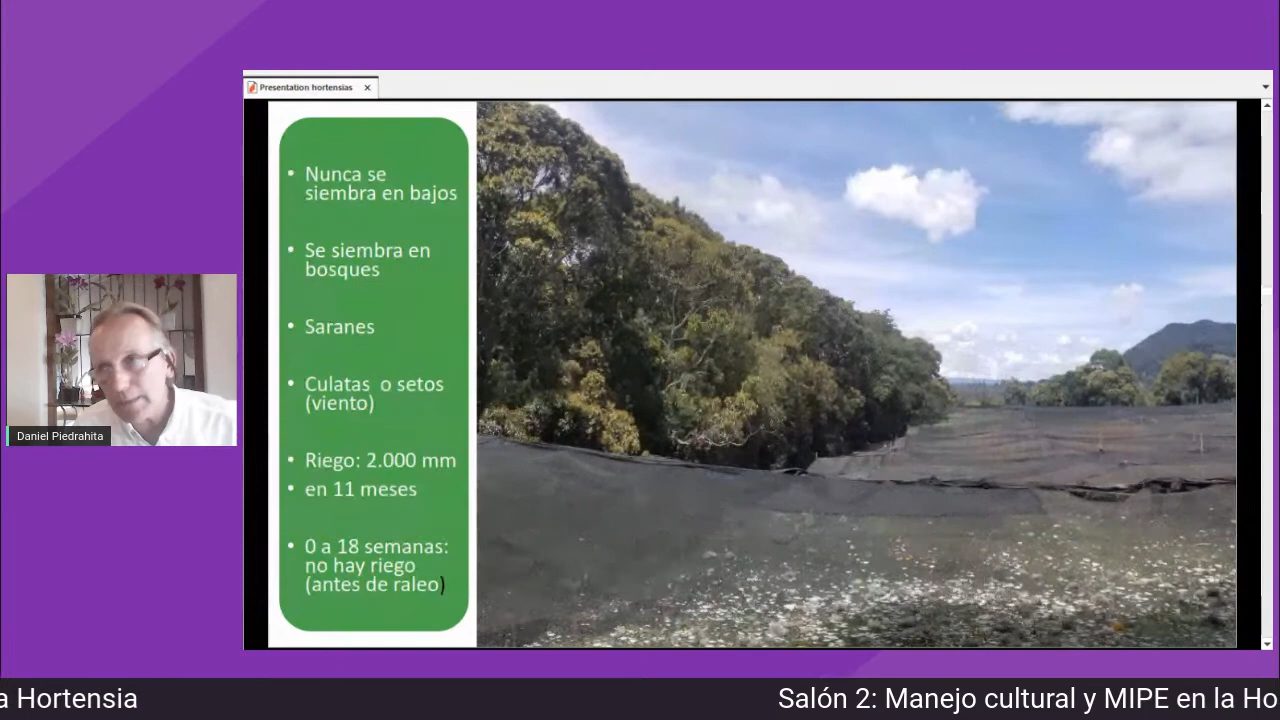 Presentation hortensias
• Nunca se
siembra en bajos
• Se siembra en
bosques
• Saranes
• Culatas o setos
(viento)
• Riego: 2.000 mm
• en 11 meses
• 0 a 18 semanas:
no hay riego
(antes de raleo)
Daniel Piedrahita
a Hortensia
Salón 2: Manejo cultural y MIPE en la Ho